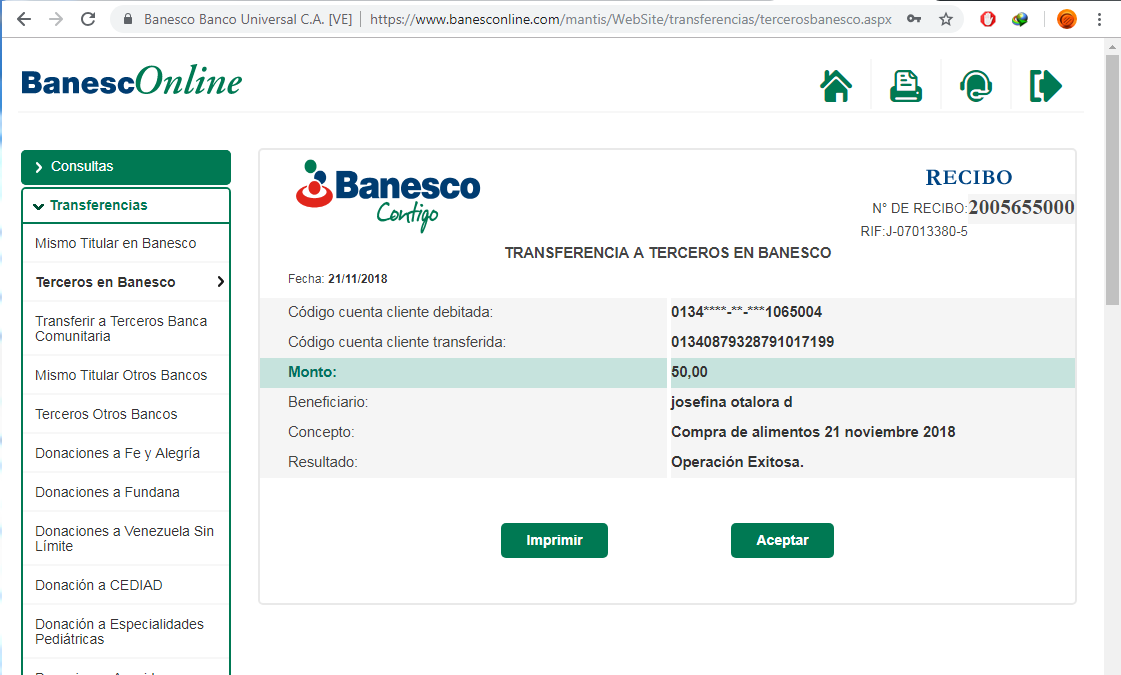 Banesco Banco Universal C.A. [VE] | https://www.banesconline.com/mantis/WebSite/transferencias/tercerosbanesco.aspx
BanescOnline
Consultas
Transferencias
Mismo Titular en Banesco
Terceros en Banesco
Transferir a Terceros Banca
Comunitaria
Mismo Titular Otros Bancos
Terceros Otros Bancos
Donaciones a Fe y Alegría
Donaciones a Fundana
Donaciones a Venezuela Sin
Límite
Donación a CEDIAD
Donación a Especialidades
Pediátricas
Banesco
Contigo
RECIBO
N° DE RECIBO:2005655000
RIF:J-07013380-5
TRANSFERENCIA A TERCEROS EN BANESCO
Fecha: 21/11/2018
Código cuenta cliente debitada: 0134****-**-***1065004
Código cuenta cliente transferida: 01340879328791017199
Monto: 50,00
Beneficiario: josefina otalora d
Concepto: Compra de alimentos 21 noviembre 2018
Resultado: Operación Exitosa.
Imprimir Aceptar